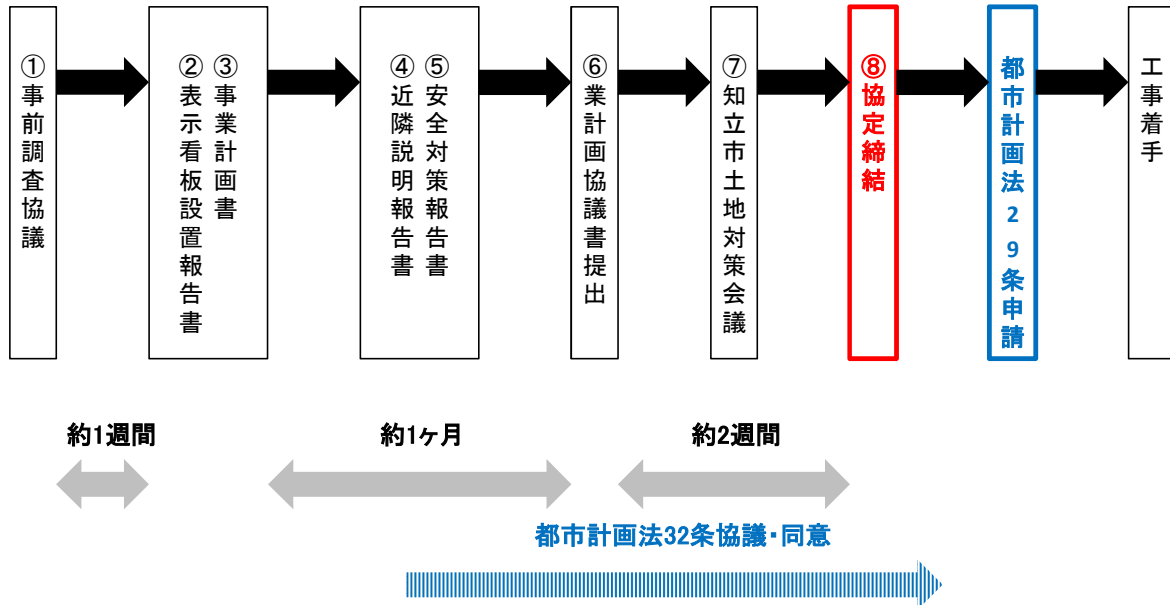 ①事前調査協議
③事業計画書
②表示看板設置報告書
⑤安全対策報告書
④近隣説明報告書
⑥業計画協議書提出
⑦知立市土地対策会議
⑧協定締結
都市計画法29条申請
工事着手
約1週間
約1ヶ月
約2週間
都市計画法32条協議・同意